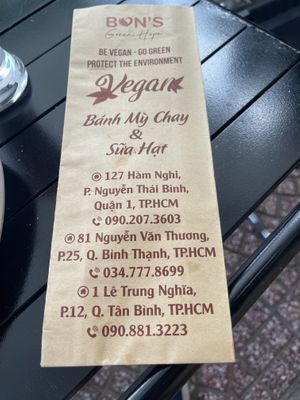 BON'S
Green Hope
BE VEGAN - GO GREEN
PROTECT THE ENVIRONMENT
Vegan
Bánh Mỳ Chay
&
Sữa Hạt
127 Hàm Nghi,
P. Nguyễn Thái Bình,
Quận 1, TP.HCM
090.207.3603
81 Nguyễn Văn Thương,
P.25, Q. Bình Thạnh, TP.HCM
034.777.8699
1 Lê Trung Nghĩa,
P.12, Q. Tân Bình, TP.HCM
090.881.3223